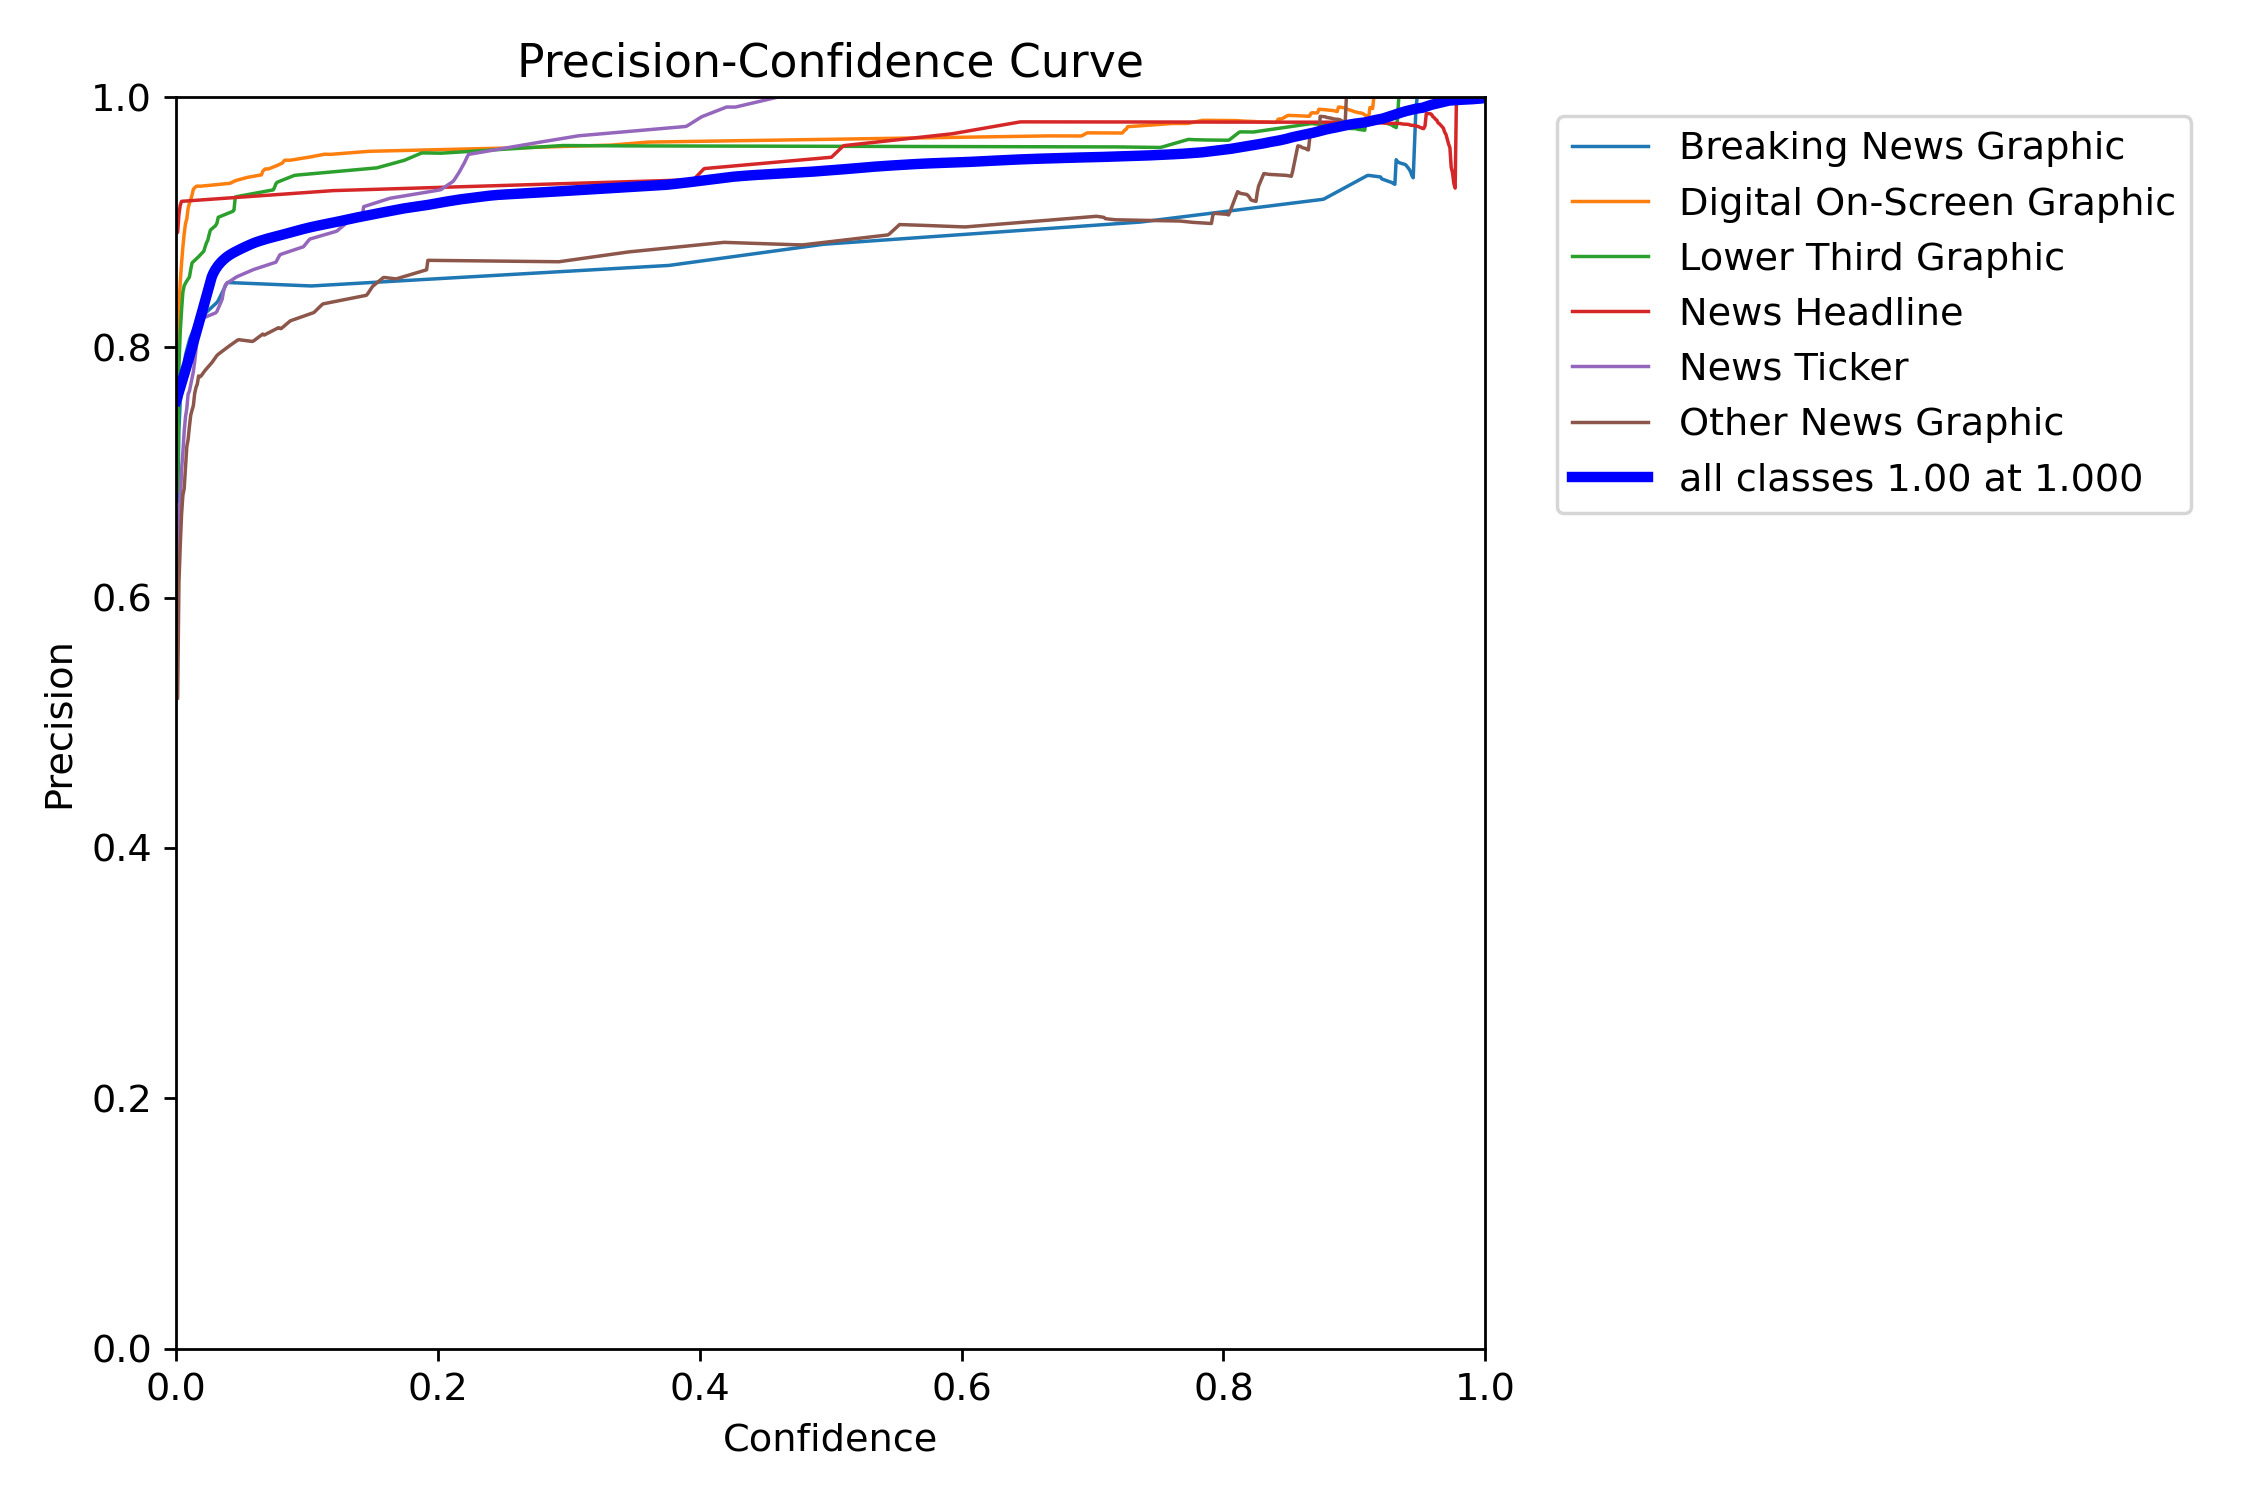 Precision-Confidence Curve
1.0
0.8
0.6
0.4
0.2
0.0
Precision
0.0 0.2 0.4 0.6 0.8 1.0
Confidence
Breaking News Graphic
Digital On-Screen Graphic
Lower Third Graphic
News Headline
News Ticker
Other News Graphic
all classes 1.00 at 1.000